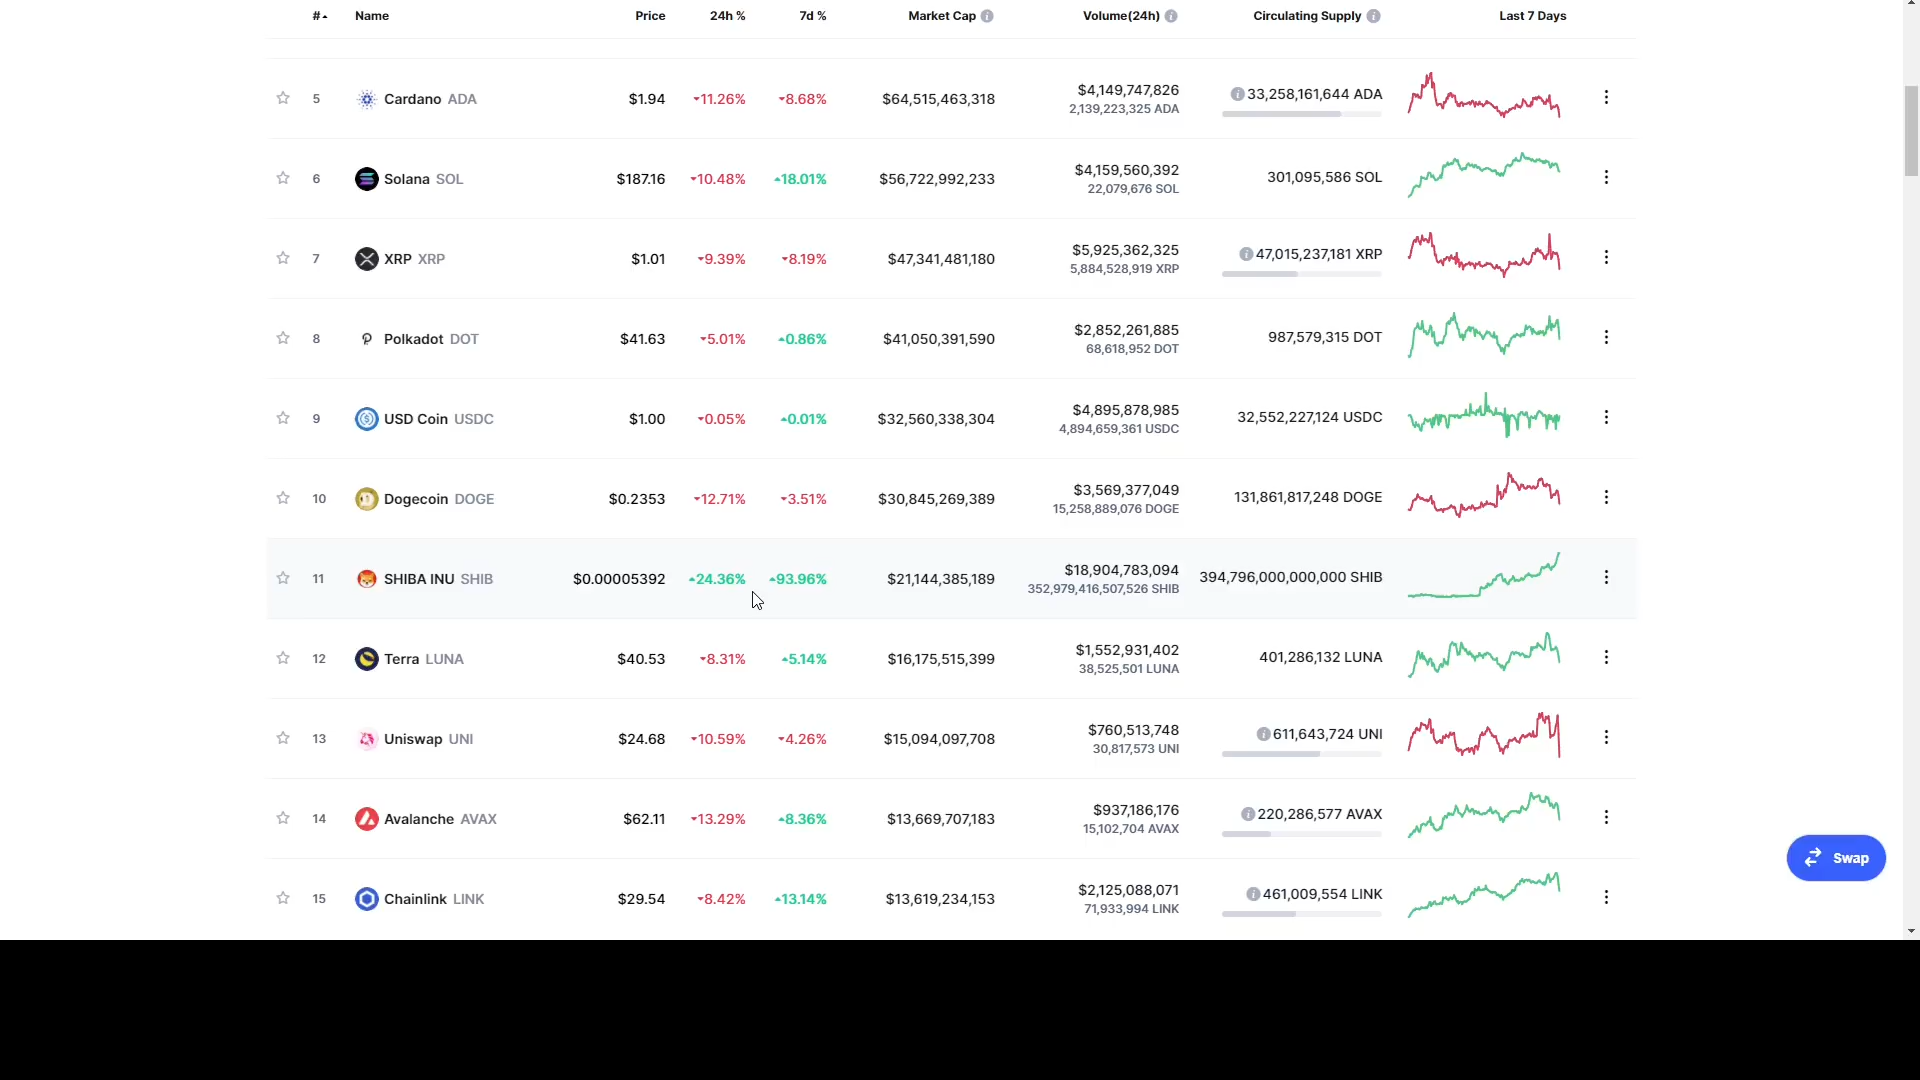 # Name Price 24h % 7d % Market Cap Volume(24h) Circulating Supply Last 7 Days
5 Cardano ADA $1.94 11.26% 8.68% $64,515,463,318 $4,149,747,826 33,258,161,644 ADA
2,139,223,325 ADA
6 Solana SOL $187.16 10.48% 18.01% $56,722,992,233 $4,159,560,392 301,095,586 SOL
22,079,676 SOL
7 XRP XRP $1.01 9.39% 8.19% $47,341,481,180 $5,925,362,325 47,015,237,181 XRP
5,884,528,919 XRP
8 Polkadot DOT $41.63 5.01% 0.86% $41,050,391,590 $2,852,261,885 987,579,315 DOT
68,618,952 DOT
9 USD Coin USDC $1.00 0.05% 0.01% $32,560,338,304 $4,895,878,985 32,552,227,124 USDC
4,894,659,361 USDC
10 Dogecoin DOGE $0.2353 12.71% 3.51% $30,845,269,389 $3,569,377,049 131,861,817,248 DOGE
15,258,889,076 DOGE
11 SHIBA INU SHIB $0.00005392 24.36% 93.96% $21,144,385,189 $18,904,783,094 394,796,000,000,000 SHIB
352,979,416,507,526 SHIB
12 Terra LUNA $40.53 8.31% 5.14% $16,175,515,399 $1,552,931,402 401,286,132 LUNA
38,525,501 LUNA
13 Uniswap UNI $24.68 10.59% 4.26% $15,094,097,708 $760,513,748 611,643,724 UNI
30,817,573 UNI
14 Avalanche AVAX $62.11 13.29% 8.36% $13,669,707,183 $937,186,176 220,286,577 AVAX
15,102,704 AVAX
Swap
15 Chainlink LINK $29.54 8.42% 13.14% $13,619,234,153 $2,125,088,071 461,009,554 LINK
71,933,994 LINK